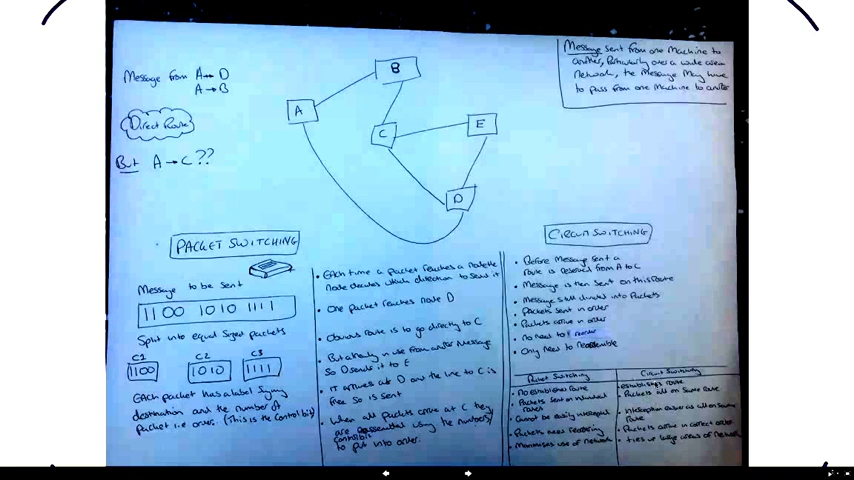 Message from A→D
A→B
Direct Route
But A→C??
A
B
C
E
D
Message sent from one Machine to
another, Particularly over a wide area
Network, the Message May have
to pass from one Machine to another
PACKET SWITCHING
Message to be sent
1100 1010 1111
Split into equal sized packets
C1 C2 C3
1100 1010 1111
Each packet has a label saying
destination and the number of
packet i.e order. (This is the Control bit)
• Each time a packet reaches a node the
Node decides which direction to send it
• One packet reaches node D
• Obvious route is to go directly to C
• But already in use from another Message
So D sends it to E
• It arrives at D and the line to C is
free so is sent
• When all packets arrive at C they
are reassembled using the numbers/
control bits
to put into order.
CIRCUIT SWITCHING
• Before Message sent a
route is reserved from A to C
• Message is then sent on this Route
• Message still divided into Packets
• Packets sent in order
• Packets arrive in order
• No need to reorder
• Only need to reassemble
Packet Switching
• No established route
• Packets sent on individual
routes
• Cannot be easily intercepted
• Packets need reordering
• Maximises use of network
Circuit Switching
• establishes route
• Packets all on same route
• interception easier as all on same
route
• Packets arrive in correct order
• ties up large areas of Network